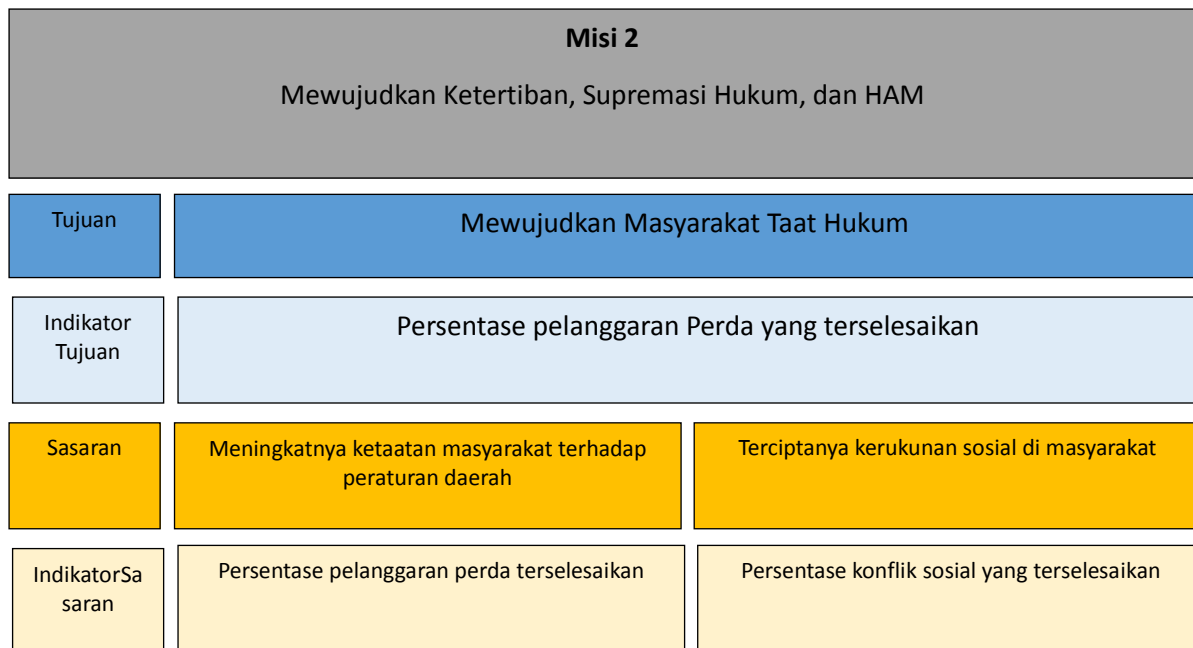 Misi 2
Mewujudkan Ketertiban, Supremasi Hukum, dan HAM
Tujuan
Mewujudkan Masyarakat Taat Hukum
Indikator
Tujuan
Persentase pelanggaran Perda yang terselesaikan
Sasaran
Meningkatnya ketaatan masyarakat terhadap
peraturan daerah
Terciptanya kerukunan sosial di masyarakat
IndikatorSa
saran
Persentase pelanggaran perda terselesaikan
Persentase konflik sosial yang terselesaikan